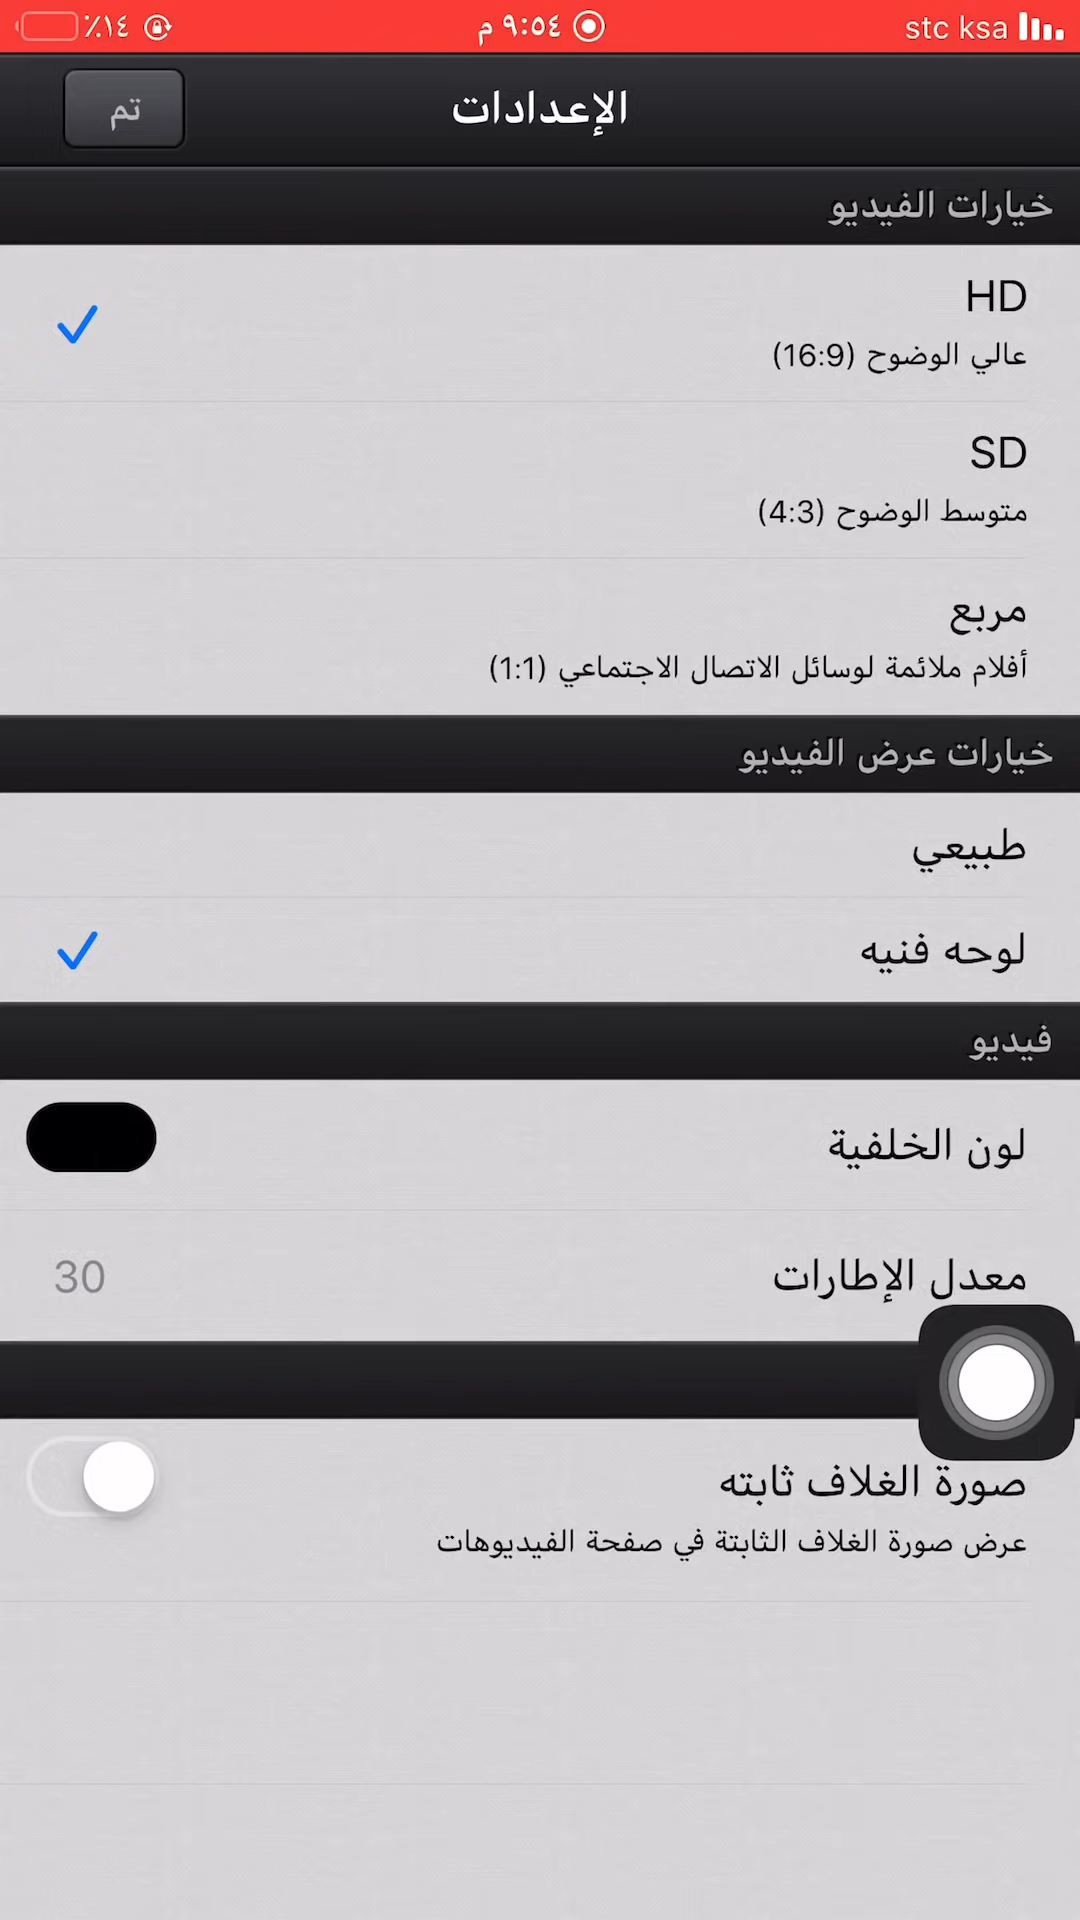 stc ksa ٩:٥٤ م ٪١٤
الإعدادات
تم
خيارات الفيديو
HD
عالي الوضوح (16:9)
SD
متوسط الوضوح (4:3)
مربع
أفلام ملائمة لوسائل الاتصال الاجتماعي (1:1)
خيارات عرض الفيديو
طبيعي
لوحه فنيه
فيديو
لون الخلفية
معدل الإطارات 30
صورة الغلاف ثابته
عرض صورة الغلاف الثابتة في صفحة الفيديوهات